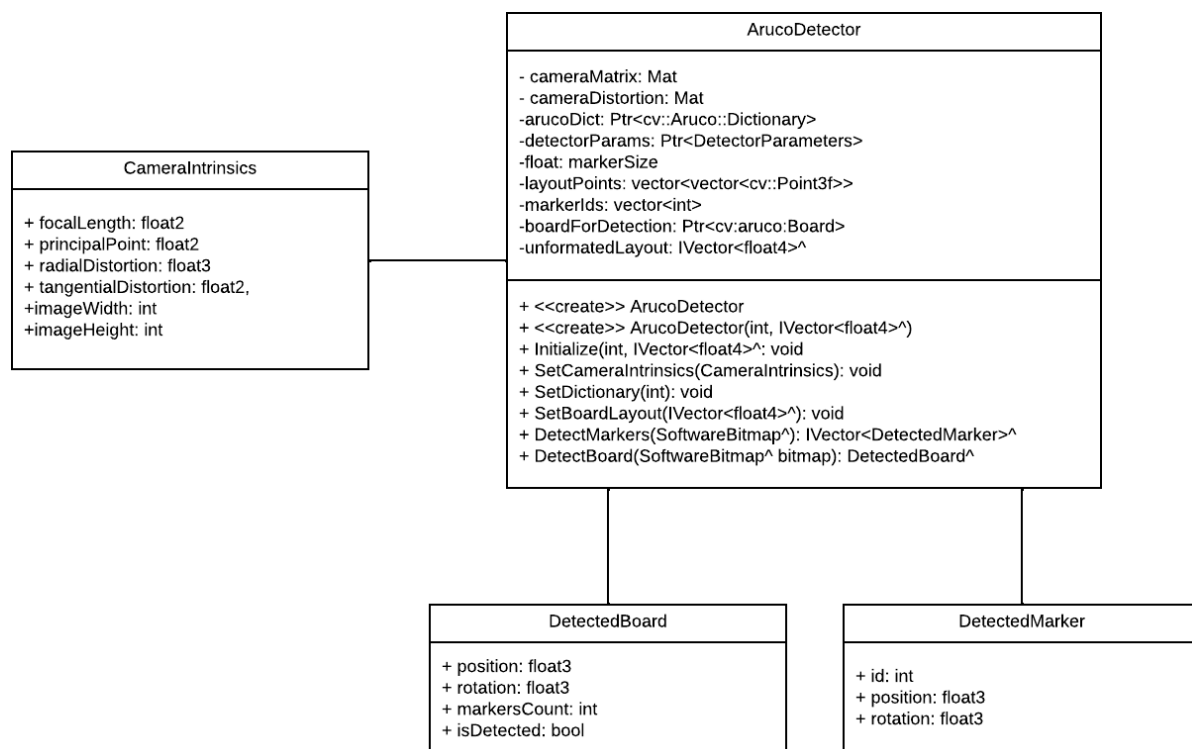 ArucoDetector
- cameraMatrix: Mat
- cameraDistortion: Mat
-arucoDict: Ptr<cv::Aruco::Dictionary>
-detectorParams: Ptr<DetectorParameters>
-float: markerSize
-layoutPoints: vector<vector<cv::Point3f>>
-markerIds: vector<int>
-boardForDetection: Ptr<cv:aruco:Board>
-unformatedLayout: IVector<float4>^
+ <<create>> ArucoDetector
+ <<create>> ArucoDetector(int, IVector<float4>^)
+ Initialize(int, IVector<float4>^: void
+ SetCameraIntrinsics(CameraIntrinsics): void
+ SetDictionary(int): void
+ SetBoardLayout(IVector<float4>^): void
+ DetectMarkers(SoftwareBitmap^): IVector<DetectedMarker>^
+ DetectBoard(SoftwareBitmap^ bitmap): DetectedBoard^
CameraIntrinsics
+ focalLength: float2
+ principalPoint: float2
+ radialDistortion: float3
+ tangentialDistortion: float2,
+imageWidth: int
+imageHeight: int
DetectedBoard
+ position: float3
+ rotation: float3
+ markersCount: int
+ isDetected: bool
DetectedMarker
+ id: int
+ position: float3
+ rotation: float3